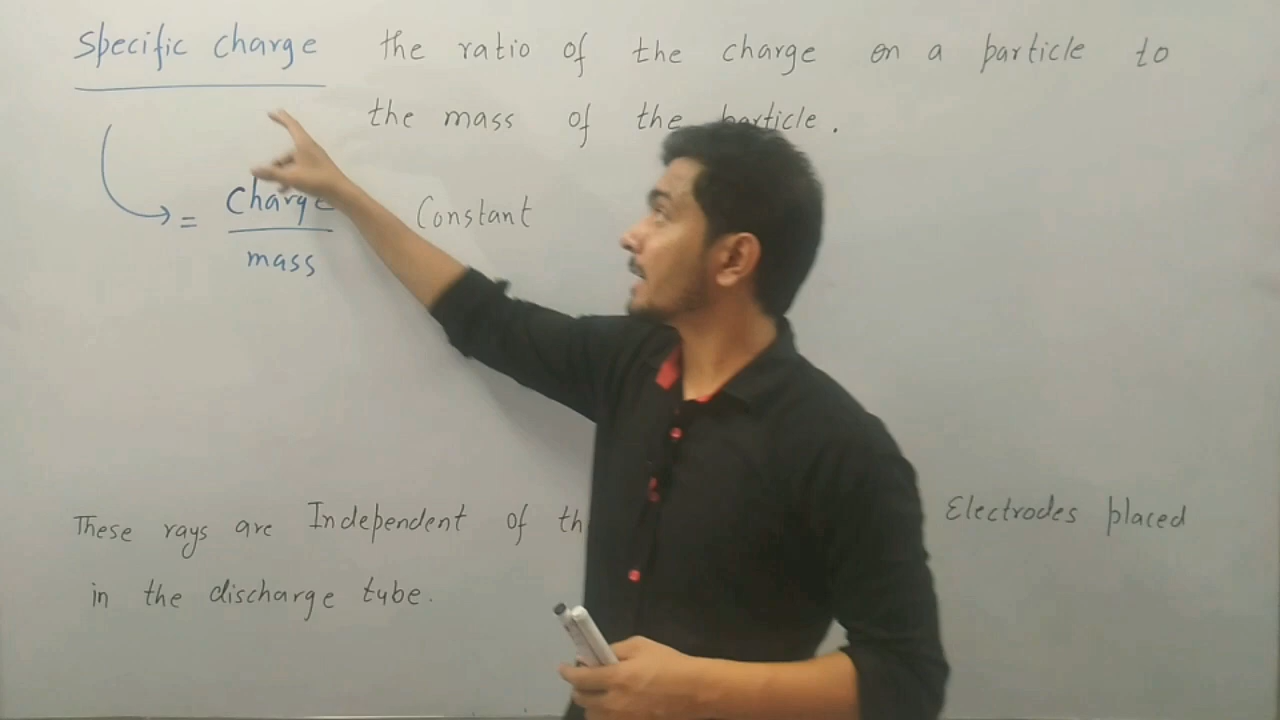 Specific charge the ratio of the charge on a particle to
the mass of the particle.
= Charge Constant
mass
These rays are Independent of th Electrodes placed
in the discharge tube.